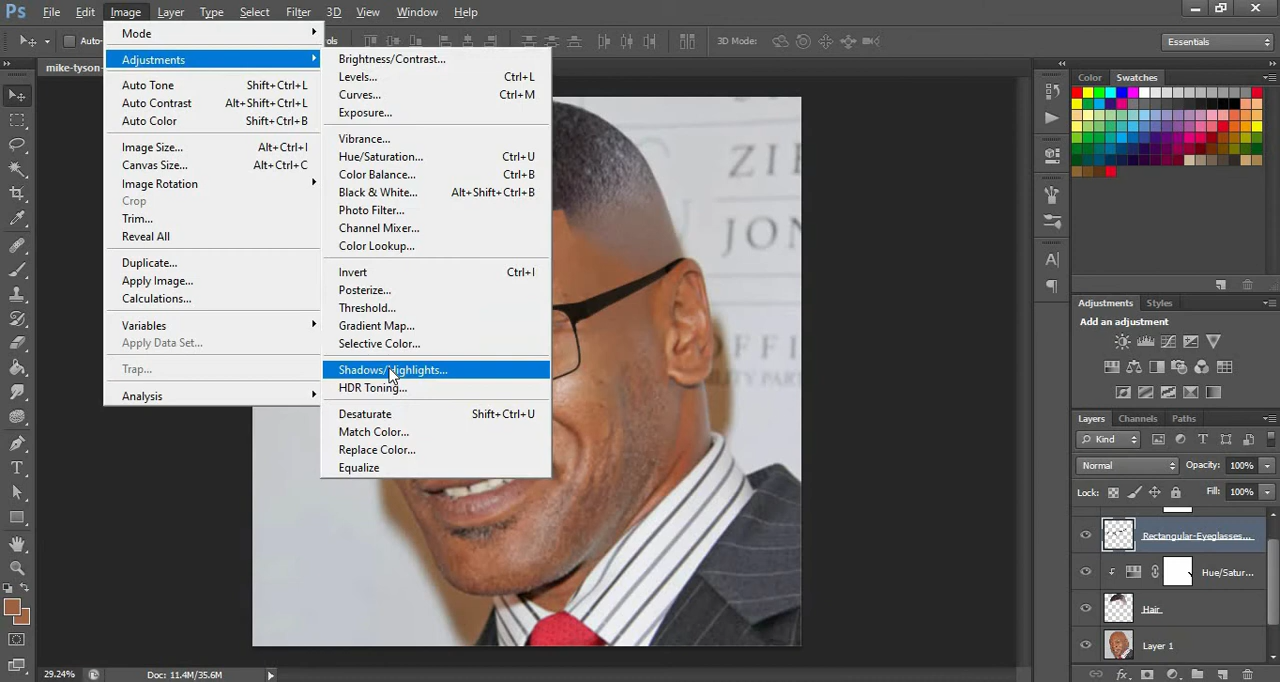 Ps File Edit Image Layer Type Select Filter 3D View Window Help
Auto-
ols
3D Mode:
Essentials
mike-tyson-
Mode
Adjustments
Auto Tone Shift+Ctrl+L
Auto Contrast Alt+Shift+Ctrl+L
Auto Color Shift+Ctrl+B
Image Size... Alt+Ctrl+I
Canvas Size... Alt+Ctrl+C
Image Rotation
Crop
Trim...
Reveal All
Duplicate...
Apply Image...
Calculations...
Variables
Apply Data Set...
Trap...
Analysis
Brightness/Contrast...
Levels... Ctrl+L
Curves... Ctrl+M
Exposure...
Vibrance...
Hue/Saturation... Ctrl+U
Color Balance... Ctrl+B
Black & White... Alt+Shift+Ctrl+B
Photo Filter...
Channel Mixer...
Color Lookup...
Invert Ctrl+I
Posterize...
Threshold...
Gradient Map...
Selective Color...
Shadows/Highlights...
HDR Toning...
Desaturate Shift+Ctrl+U
Match Color...
Replace Color...
Equalize
JON
Color Swatches
Adjustments Styles
Add an adjustment
Layers Channels Paths
Kind
Normal Opacity: 100%
Lock: Fill: 100%
Rectangular-Eyeglasses...
Hue/Satur...
Hair
Layer 1
29.24% Doc: 11.4M/35.6M